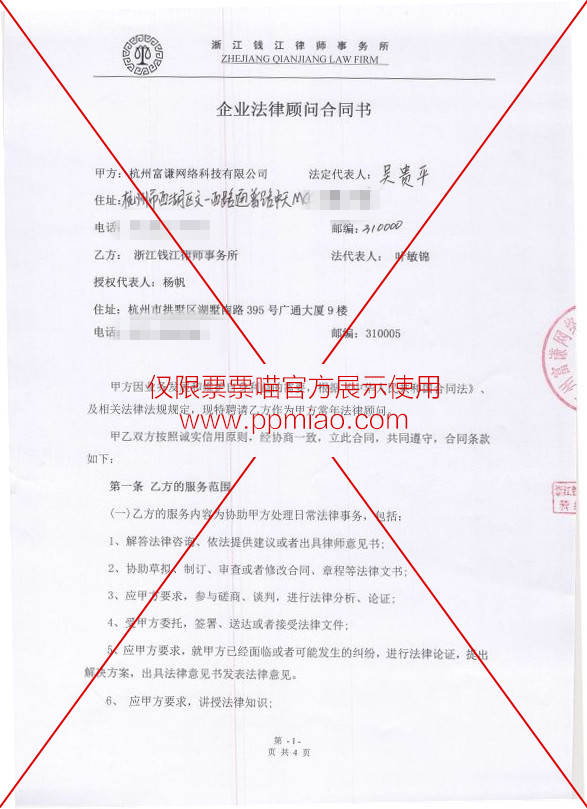 浙江钱江律师事务所
ZHEJIANG QIANJIANG LAW FIRM
企业法律顾问合同书
甲方：杭州富谦网络科技有限公司 法定代表人：吴贵平
住址：杭州市西湖区文一西路
电话： 邮编：310000
乙方： 浙江钱江律师事务所 法代表人：叶敏锦
授权代表人：杨帆
住址：杭州市拱墅区湖墅南路 395 号广通大厦 9 楼
电话： 邮编：310005
甲方因业务发展 合同法》、
仅限票票喵官方展示使用
及相关法律法规规定，现特聘请乙方作为甲方常年法律顾问。
www.ppmiao.com
甲乙双方按照诚实信用原则，经协商一致，立此合同，共同遵守，合同条款
如下：
第一条 乙方的服务范围
(一)乙方的服务内容为协助甲方处理日常法律事务，包括：
1、解答法律咨询、依法提供建议或者出具律师意见书；
2、协助草拟、制订、审查或者修改合同、章程等法律文书；
3、应甲方要求，参与磋商、谈判，进行法律分析、论证；
4、受甲方委托，签署、送达或者接受法律文件；
5、应甲方要求，就甲方已经面临或者可能发生的纠纷，进行法律论证，提出
解决方案，出具法律意见书发表法律意见。
6、 应甲方要求，讲授法律知识；
第 -1-
页 共 4 页
州富谦网络